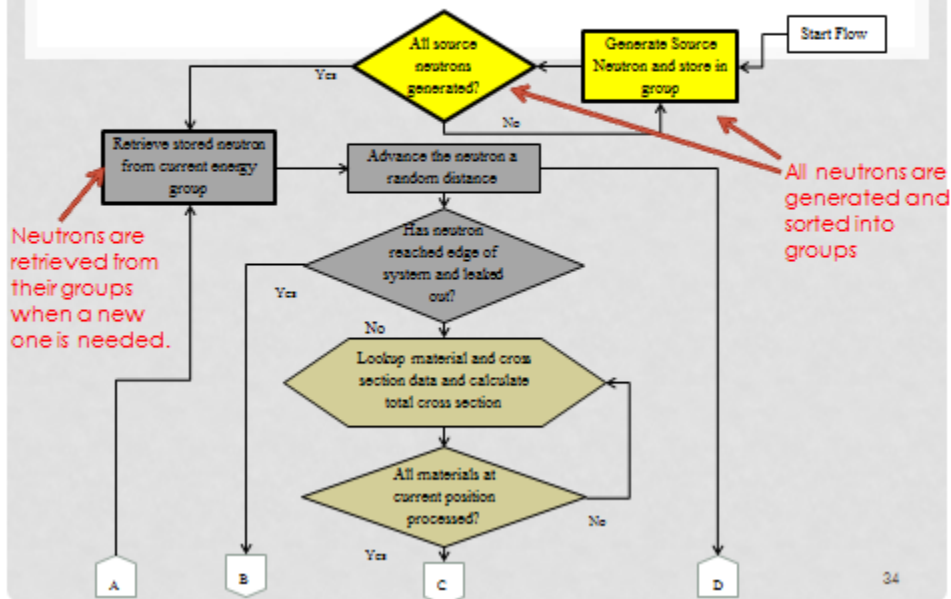 Start Flow
Generate Source
Neutron and store in
group
All source
neutrons
generated?
Yes
No
Retrieve stored neutron
from current energy
group
Advance the neutron a
random distance
All neutrons are
generated and
sorted into
groups
Neutrons are
retrieved from
their groups
when a new
one is needed.
Has neutron
reached edge of
system and leaked
out?
Yes
No
Lookup material and cross
section data and calculate
total cross section
All materials at
current position
processed?
No
Yes
A
B
C
D
34